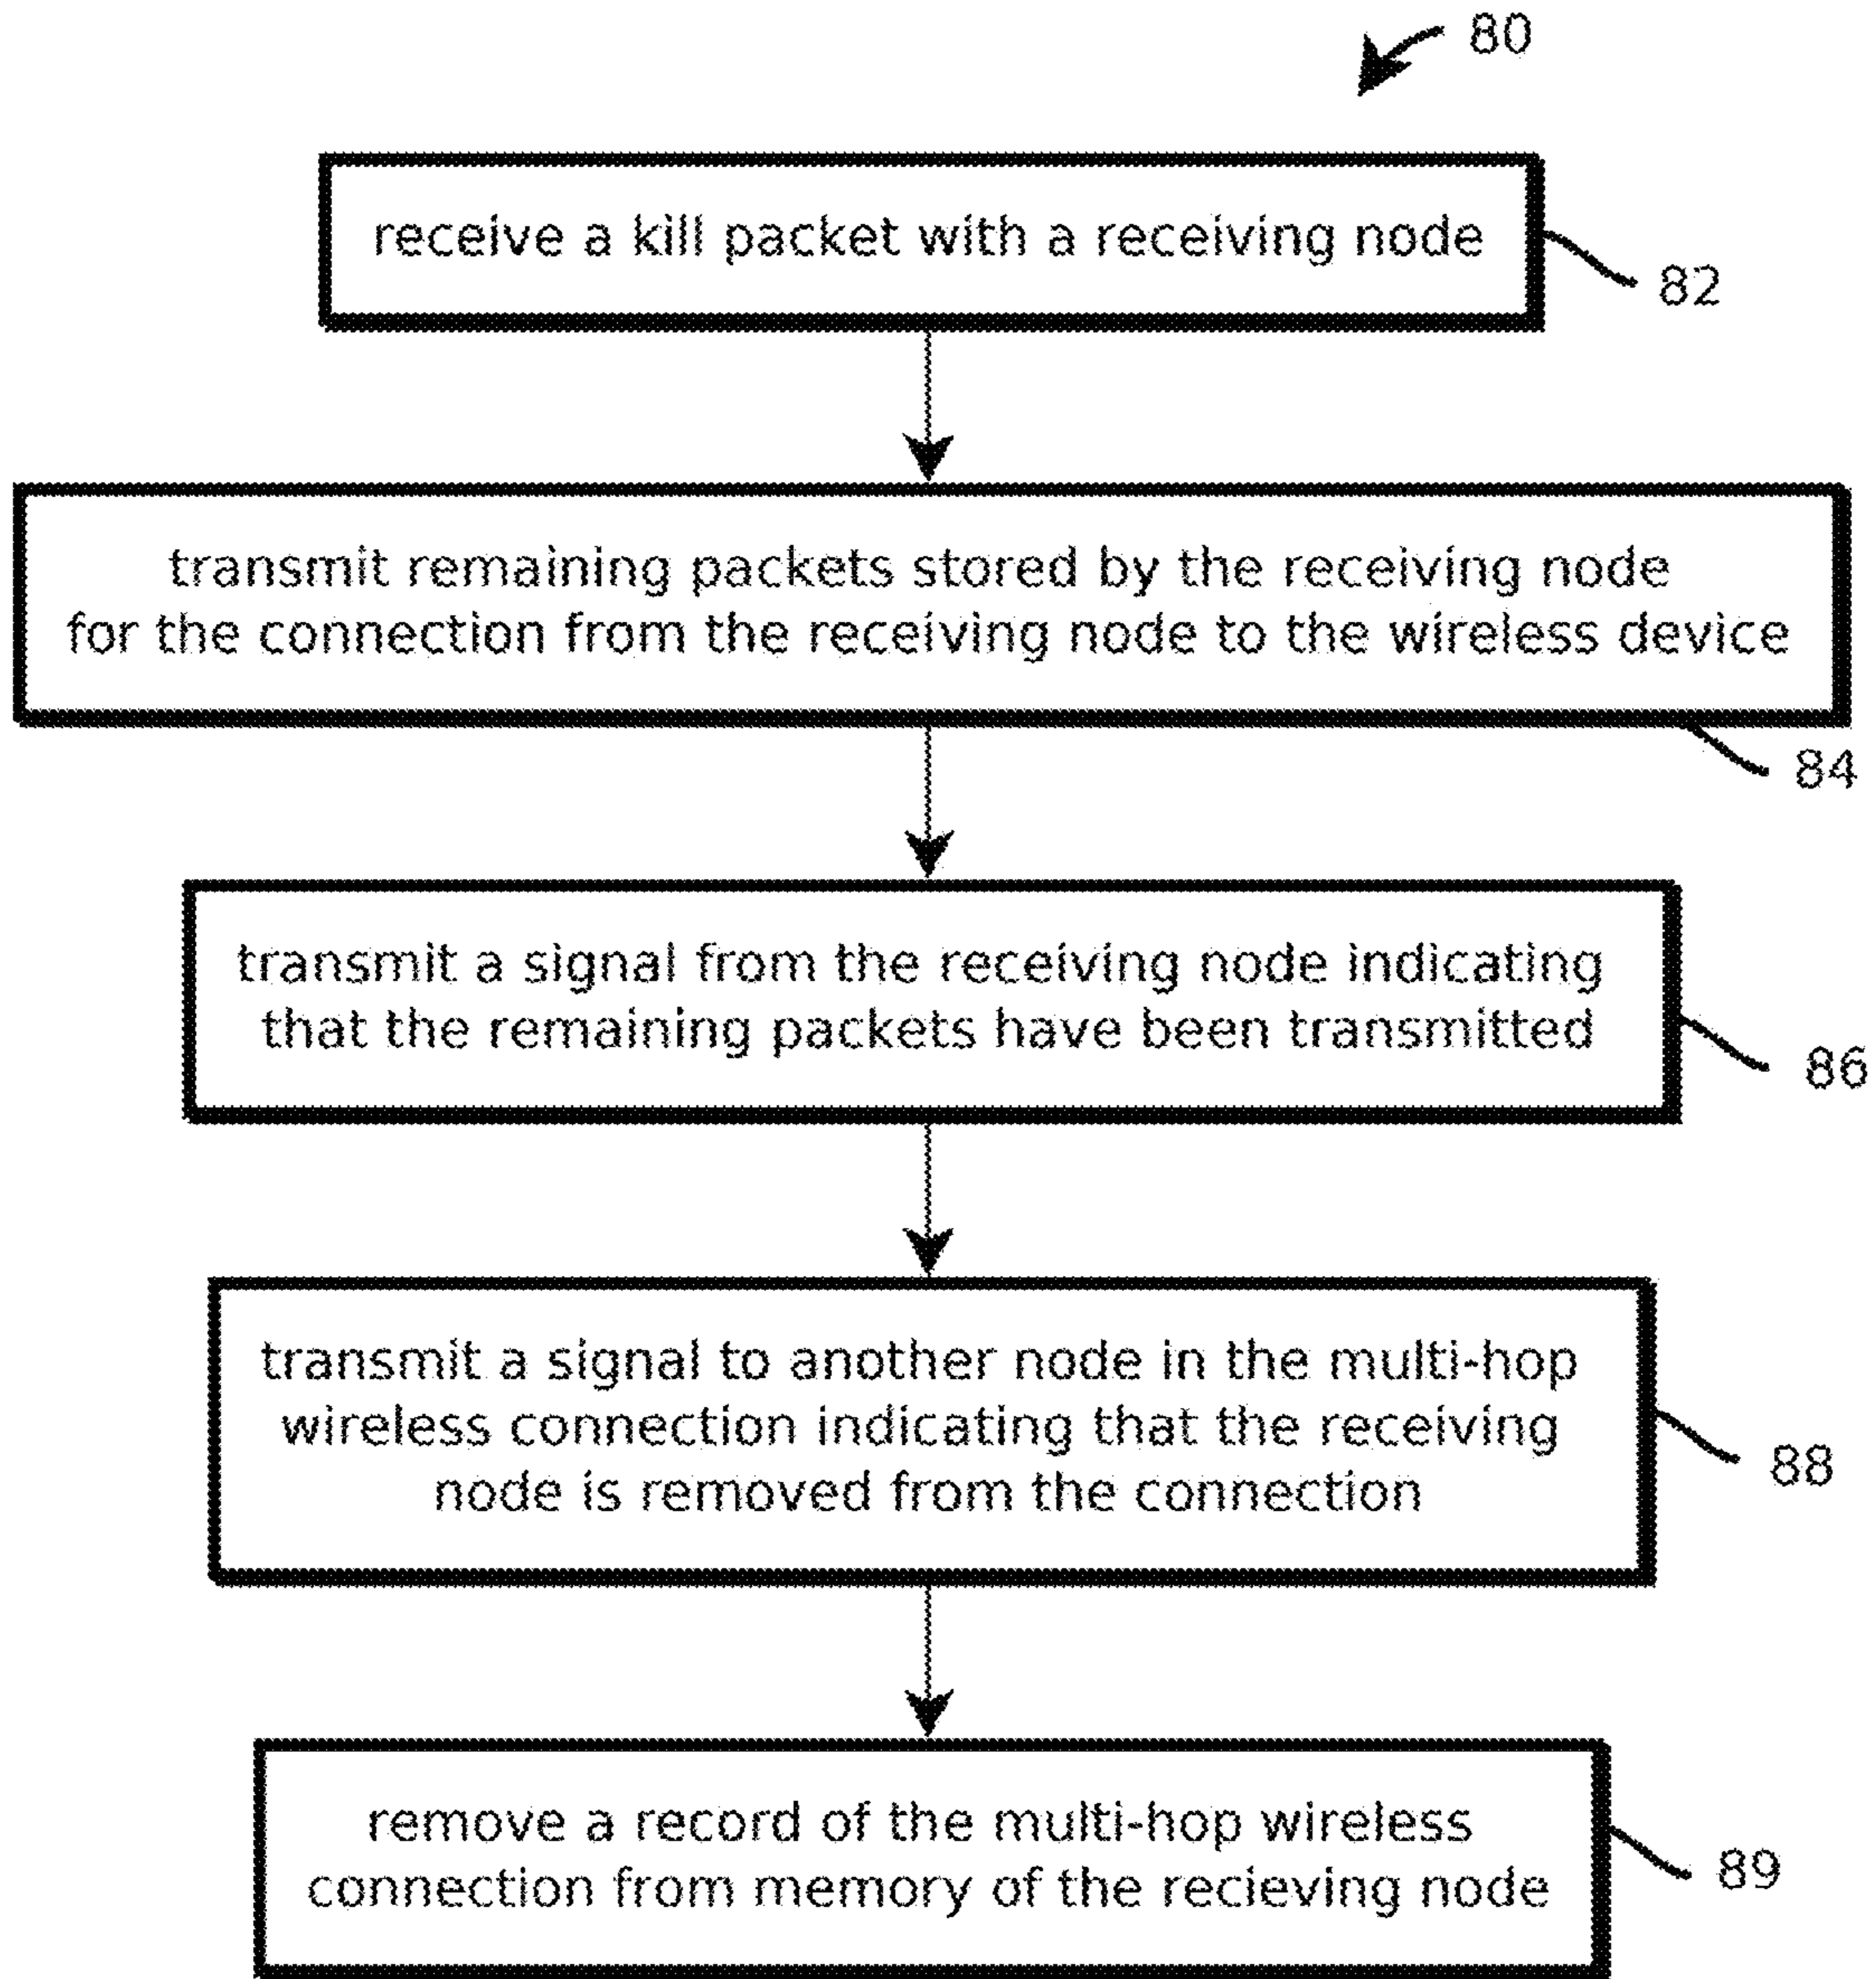 80
receive a kill packet with a receiving node
82
transmit remaining packets stored by the receiving node
for the connection from the receiving node to the wireless device
84
transmit a signal from the receiving node indicating
that the remaining packets have been transmitted
86
transmit a signal to another node in the multi-hop
wireless connection indicating that the receiving
node is removed from the connection
88
remove a record of the multi-hop wireless
connection from memory of the recieving node
89